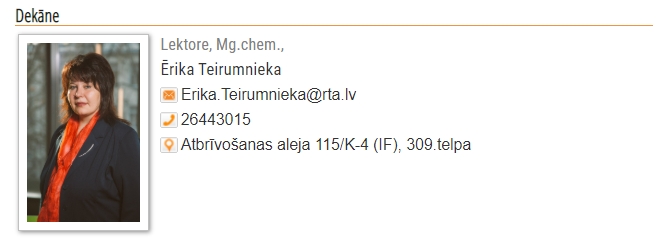 Dekāne
Lektore, Mg.chem.,
Ērika Teirumnieka
Erika.Teirumnieka@rta.lv
26443015
Atbrīvošanas aleja 115/K-4 (IF), 309.telpa